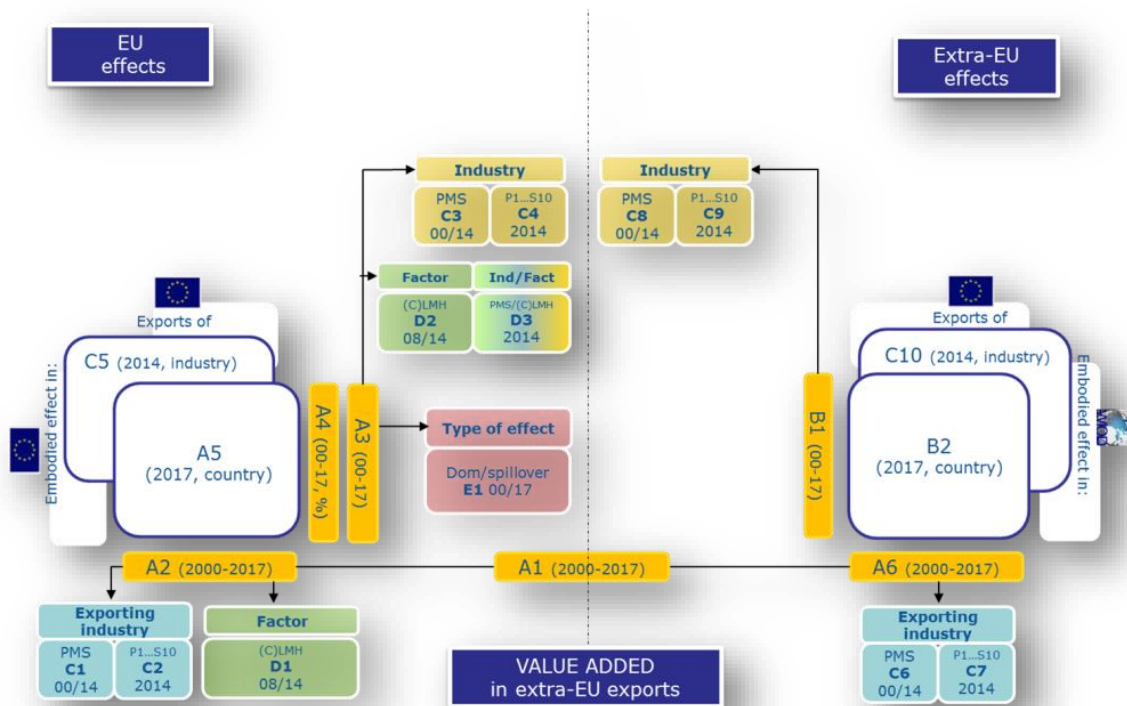 EU
effects
Extra-EU
effects
Industry
PMS
C3
00/14
P1...S10
C4
2014
Industry
PMS
C8
00/14
P1...S10
C9
2014
Factor
Ind/Fact
(C)LMH
D2
08/14
PMS/(C)LMH
D3
2014
Exports of
C5 (2014, industry)
Embodied effect in:
A5
(2017, country)
A4 (00-17, %)
A3 (00-17)
Type of effect
Dom/spillover
E1 00/17
B1 (00-17)
Exports of
C10 (2014, industry)
B2
(2017, country)
Embodied effect in:
WIOD
A2 (2000-2017)
A1 (2000-2017)
A6 (2000-2017)
Exporting
industry
PMS
C1
00/14
P1...S10
C2
2014
Factor
(C)LMH
D1
08/14
VALUE ADDED
in extra-EU exports
Exporting
industry
PMS
C6
00/14
P1...S10
C7
2014